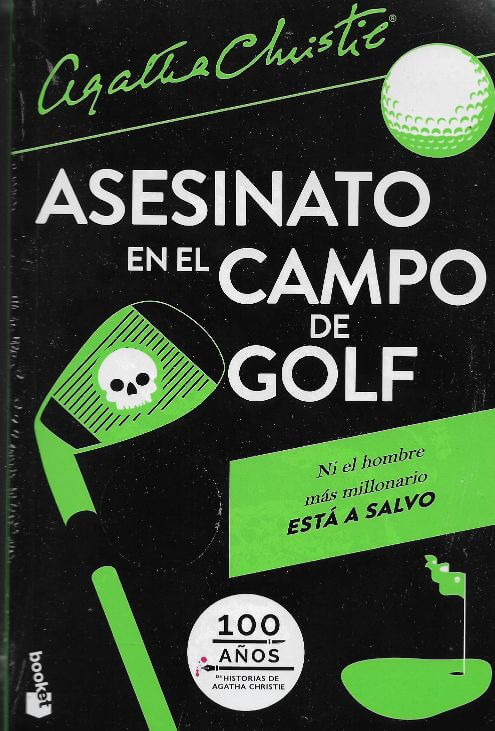 Agatha Christie®
ASESINATO
EN EL CAMPO
DE
GOLF
Ni el hombre
más millonario
ESTÁ A SALVO
100
AÑOS
DE HISTORIAS DE
AGATHA CHRISTIE
booket